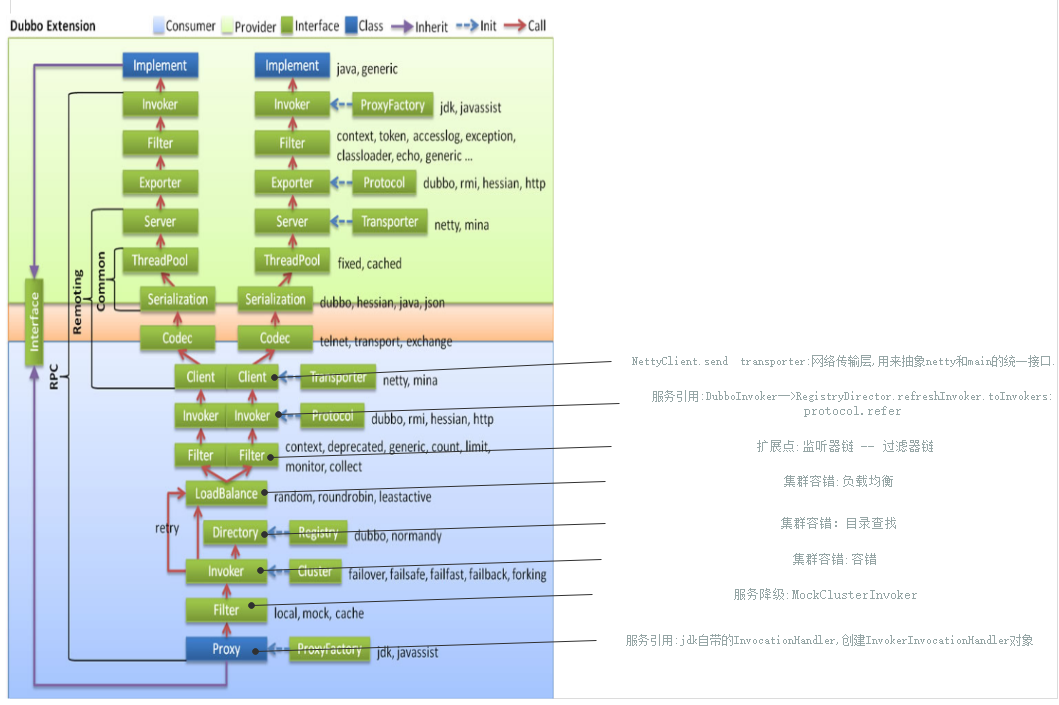 Dubbo Extension
Consumer Provider Interface Class Inherit Init Call
Implement Implement java, generic
Invoker Invoker ProxyFactory jdk, javassist
Filter Filter context, token, accesslog, exception,
classloader, echo, generic ...
Exporter Exporter Protocol dubbo, rmi, hessian, http
Server Server Transporter netty, mina
ThreadPool ThreadPool fixed, cached
Serialization Serialization dubbo, hessian, java, json
Codec Codec telnet, transport, exchange
Interface
RPC
Remoting
Common
Client Client Transporter netty, mina
NettyClient.send transporter:网络传输层,用来抽象netty和main的统一接口.
Invoker Invoker Protocol dubbo, rmi, hessian, http
服务引用:DubboInvoker—>RegistryDirector.refreshInvoker.toInvokers:
protocol.refer
Filter Filter context, deprecated, generic, count, limit,
monitor, collect
扩展点:监听器链 -- 过滤器链
LoadBalance random, roundrobin, leastactive
集群容错:负载均衡
retry
Directory Registry dubbo, normandy
集群容错: 目录查找
Invoker Cluster failover, failsafe, failfast, failback, forking
集群容错:容错
Filter local, mock, cache
服务降级:MockClusterInvoker
Proxy ProxyFactory jdk, javassist
服务引用:jdk自带的InvocationHandler,创建InvokerInvocationHandler对象